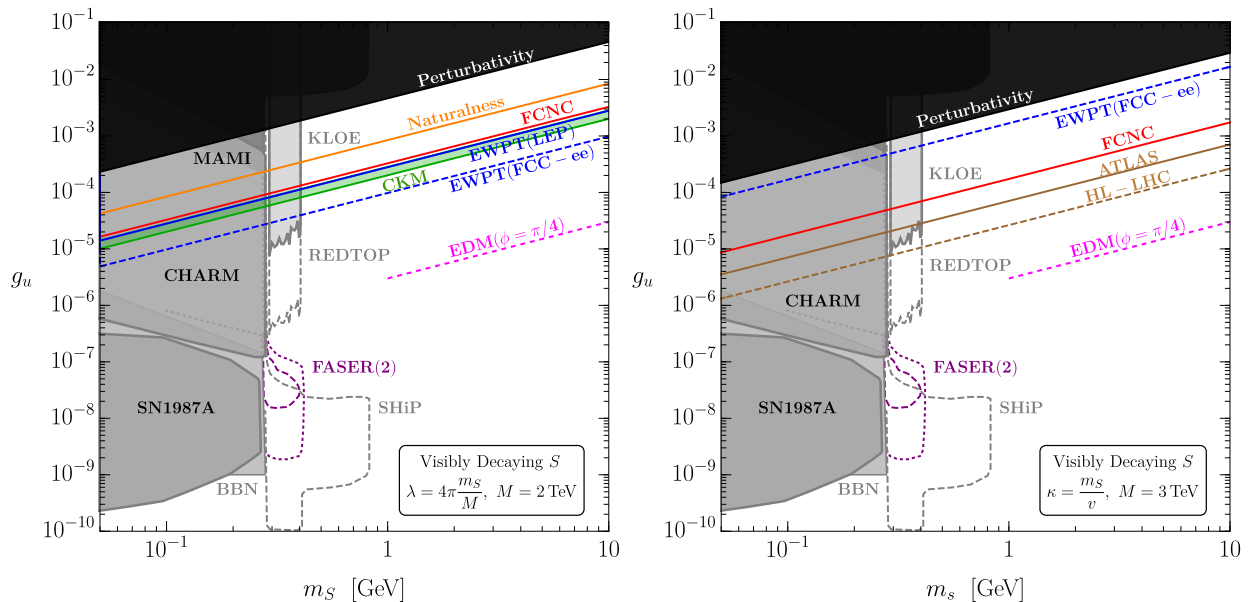 10^{-1}
10^{-2}
10^{-3}
10^{-4}
10^{-5}
10^{-6}
10^{-7}
10^{-8}
10^{-9}
10^{-10}
g_u
Perturbativity
Naturalness
FCNC
KLOE
EWPT(LEP)
MAMI
EWPT(FCC−ee)
CKM
REDTOP
EDM(ϕ = π/4)
CHARM
FASER(2)
SN1987A
SHiP
BBN
Visibly Decaying S
λ = 4π m_S/M, M = 2 TeV
10^{-1}
1
10
m_S [GeV]
10^{-1}
10^{-2}
10^{-3}
10^{-4}
10^{-5}
10^{-6}
10^{-7}
10^{-8}
10^{-9}
10^{-10}
g_u
Perturbativity
EWPT(FCC−ee)
FCNC
KLOE
ATLAS
HL−LHC
EDM(ϕ = π/4)
REDTOP
CHARM
FASER(2)
SN1987A
SHiP
BBN
Visibly Decaying S
κ = m_S/v, M = 3 TeV
10^{-1}
1
10
m_s [GeV]